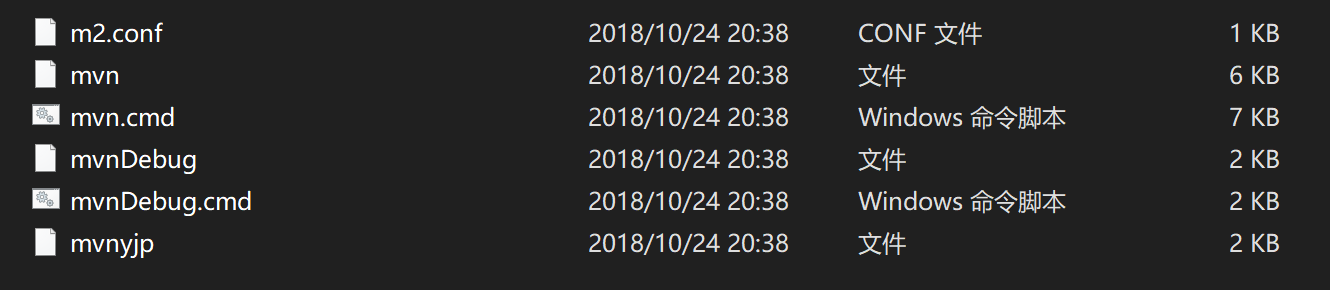 m2.conf 2018/10/24 20:38 CONF 文件 1 KB
mvn 2018/10/24 20:38 文件 6 KB
mvn.cmd 2018/10/24 20:38 Windows 命令脚本 7 KB
mvnDebug 2018/10/24 20:38 文件 2 KB
mvnDebug.cmd 2018/10/24 20:38 Windows 命令脚本 2 KB
mvnyjp 2018/10/24 20:38 文件 2 KB